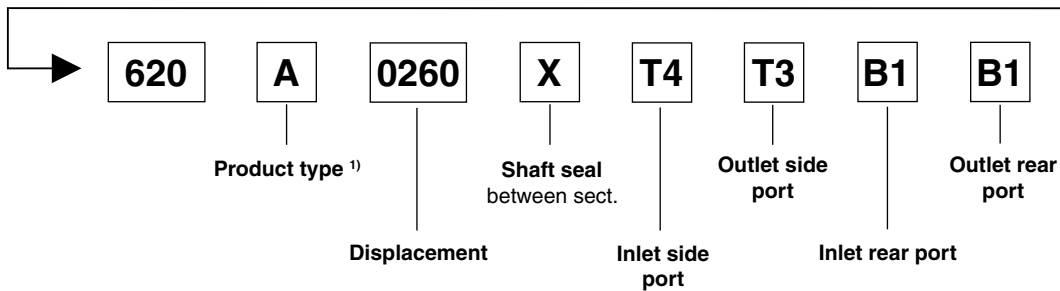 620 A 0260 X T4 T3 B1 B1
Product type 1)
Shaft seal
between sect.
Outlet side
port
Outlet rear
port
Displacement
Inlet side
port
Inlet rear port